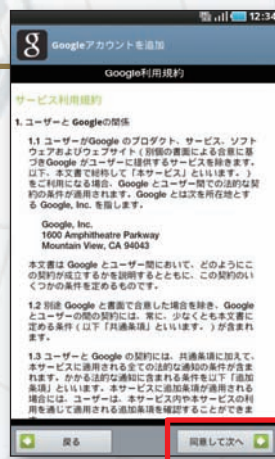 12:34
Googleアカウントを追加
Google利用規約
サービス利用規約
1. ユーザーと Googleの関係
1.1 ユーザーがGoogle のプロダクト、サービス、ソフト
ウェアおよびウェブサイト（別個の書面による合意に基
づきGoogle がユーザーに提供するサービスを除きます。
以下、本文書で総称して「本サービス」といいます。）
をご利用になる場合、Google とユーザー間での法的な契
約の条件が適用されます。Google とは次を所在地とす
る Google, Inc. を指します。
Google, Inc.
1600 Amphitheatre Parkway
Mountain View, CA 94043
本文書は Google とユーザー間において、どのようにこ
の契約が成立するかを説明するとともに、この契約のい
くつかの条件を定めるものです。
1.2 別途 Google と書面で合意した場合を除き、Google
とユーザーの間の契約には、常に、少なくとも本文書に
定める条件（以下「共通条項」といいます。）が含まれ
ます。
1.3 ユーザーと Google の契約には、共通条項に加えて、
本サービスに適用される全ての法的な通知の条件が含ま
れます。かかる法的な通知に含まれる条件を以下「追加
条項」といいます。本サービスに追加条項が適用される
場合には、ユーザーは、本サービス内や本サービスの利
用を通じて適用される追加条項を確認することができま
戻る
同意して次へ